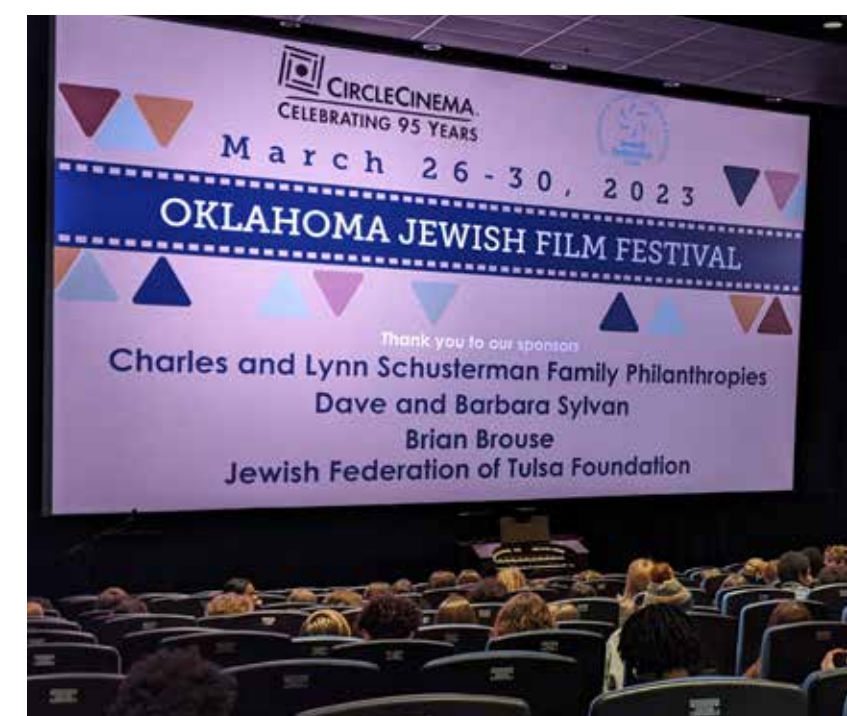 CIRCLECINEMA.
CELEBRATING 95 YEARS
March 26-30, 2023
OKLAHOMA JEWISH FILM FESTIVAL
Thank you to our sponsors
Charles and Lynn Schusterman Family Philanthropies
Dave and Barbara Sylvan
Brian Brouse
Jewish Federation of Tulsa Foundation